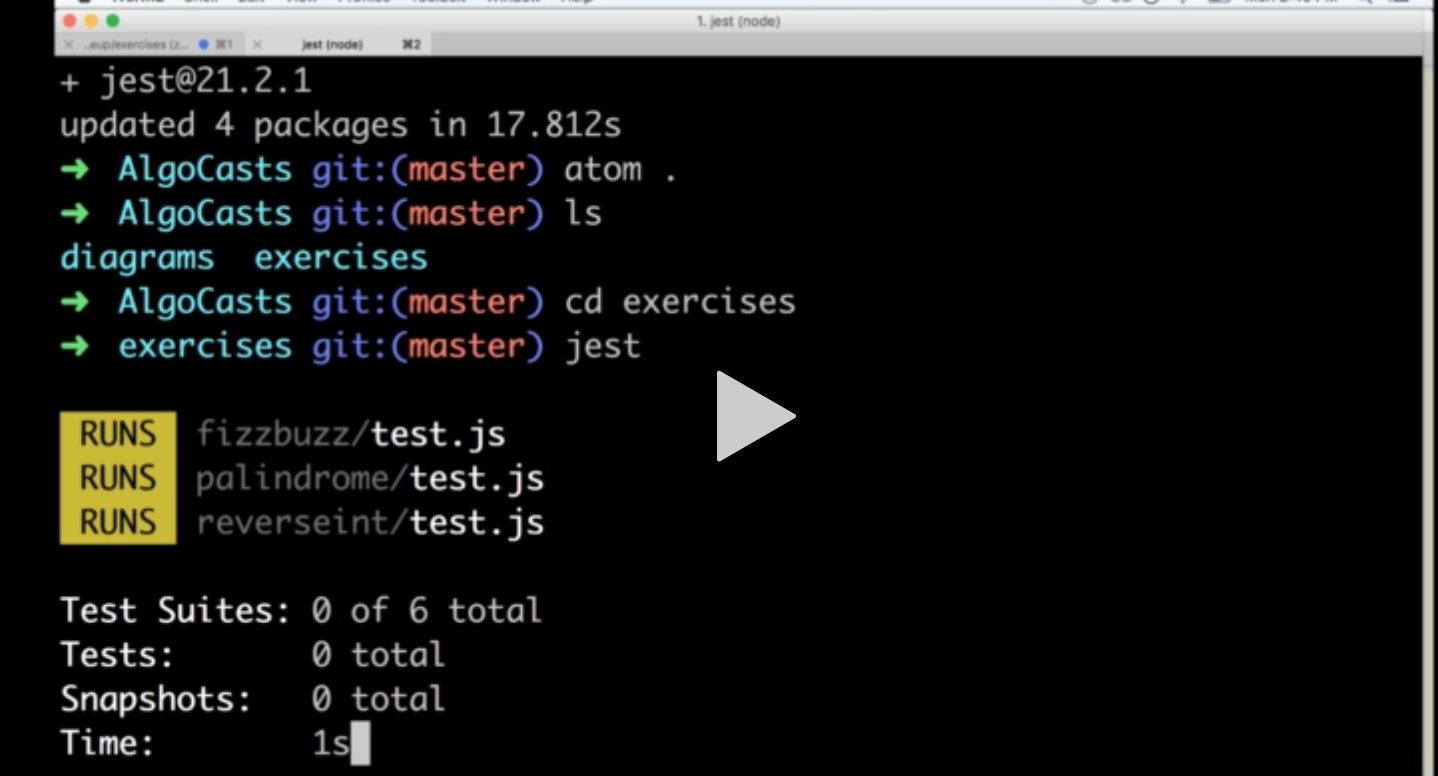 1. jest (node)
..eup/exercises (z... ⌘1 jest (node) ⌘2
+ jest@21.2.1
updated 4 packages in 17.812s
➜ AlgoCasts git:(master) atom .
➜ AlgoCasts git:(master) ls
diagrams exercises
➜ AlgoCasts git:(master) cd exercises
➜ exercises git:(master) jest
RUNS fizzbuzz/test.js
RUNS palindrome/test.js
RUNS reverseint/test.js
Test Suites: 0 of 6 total
Tests: 0 total
Snapshots: 0 total
Time: 1s